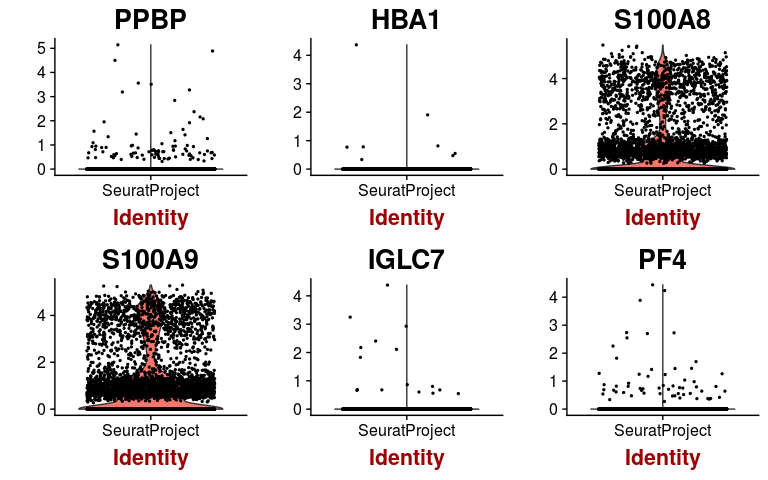 PPBP
5
4
3
2
1
0
SeuratProject
Identity
HBA1
4
3
2
1
0
SeuratProject
Identity
S100A8
4
2
0
SeuratProject
Identity
S100A9
4
2
0
SeuratProject
Identity
IGLC7
4
3
2
1
0
SeuratProject
Identity
PF4
4
3
2
1
0
SeuratProject
Identity